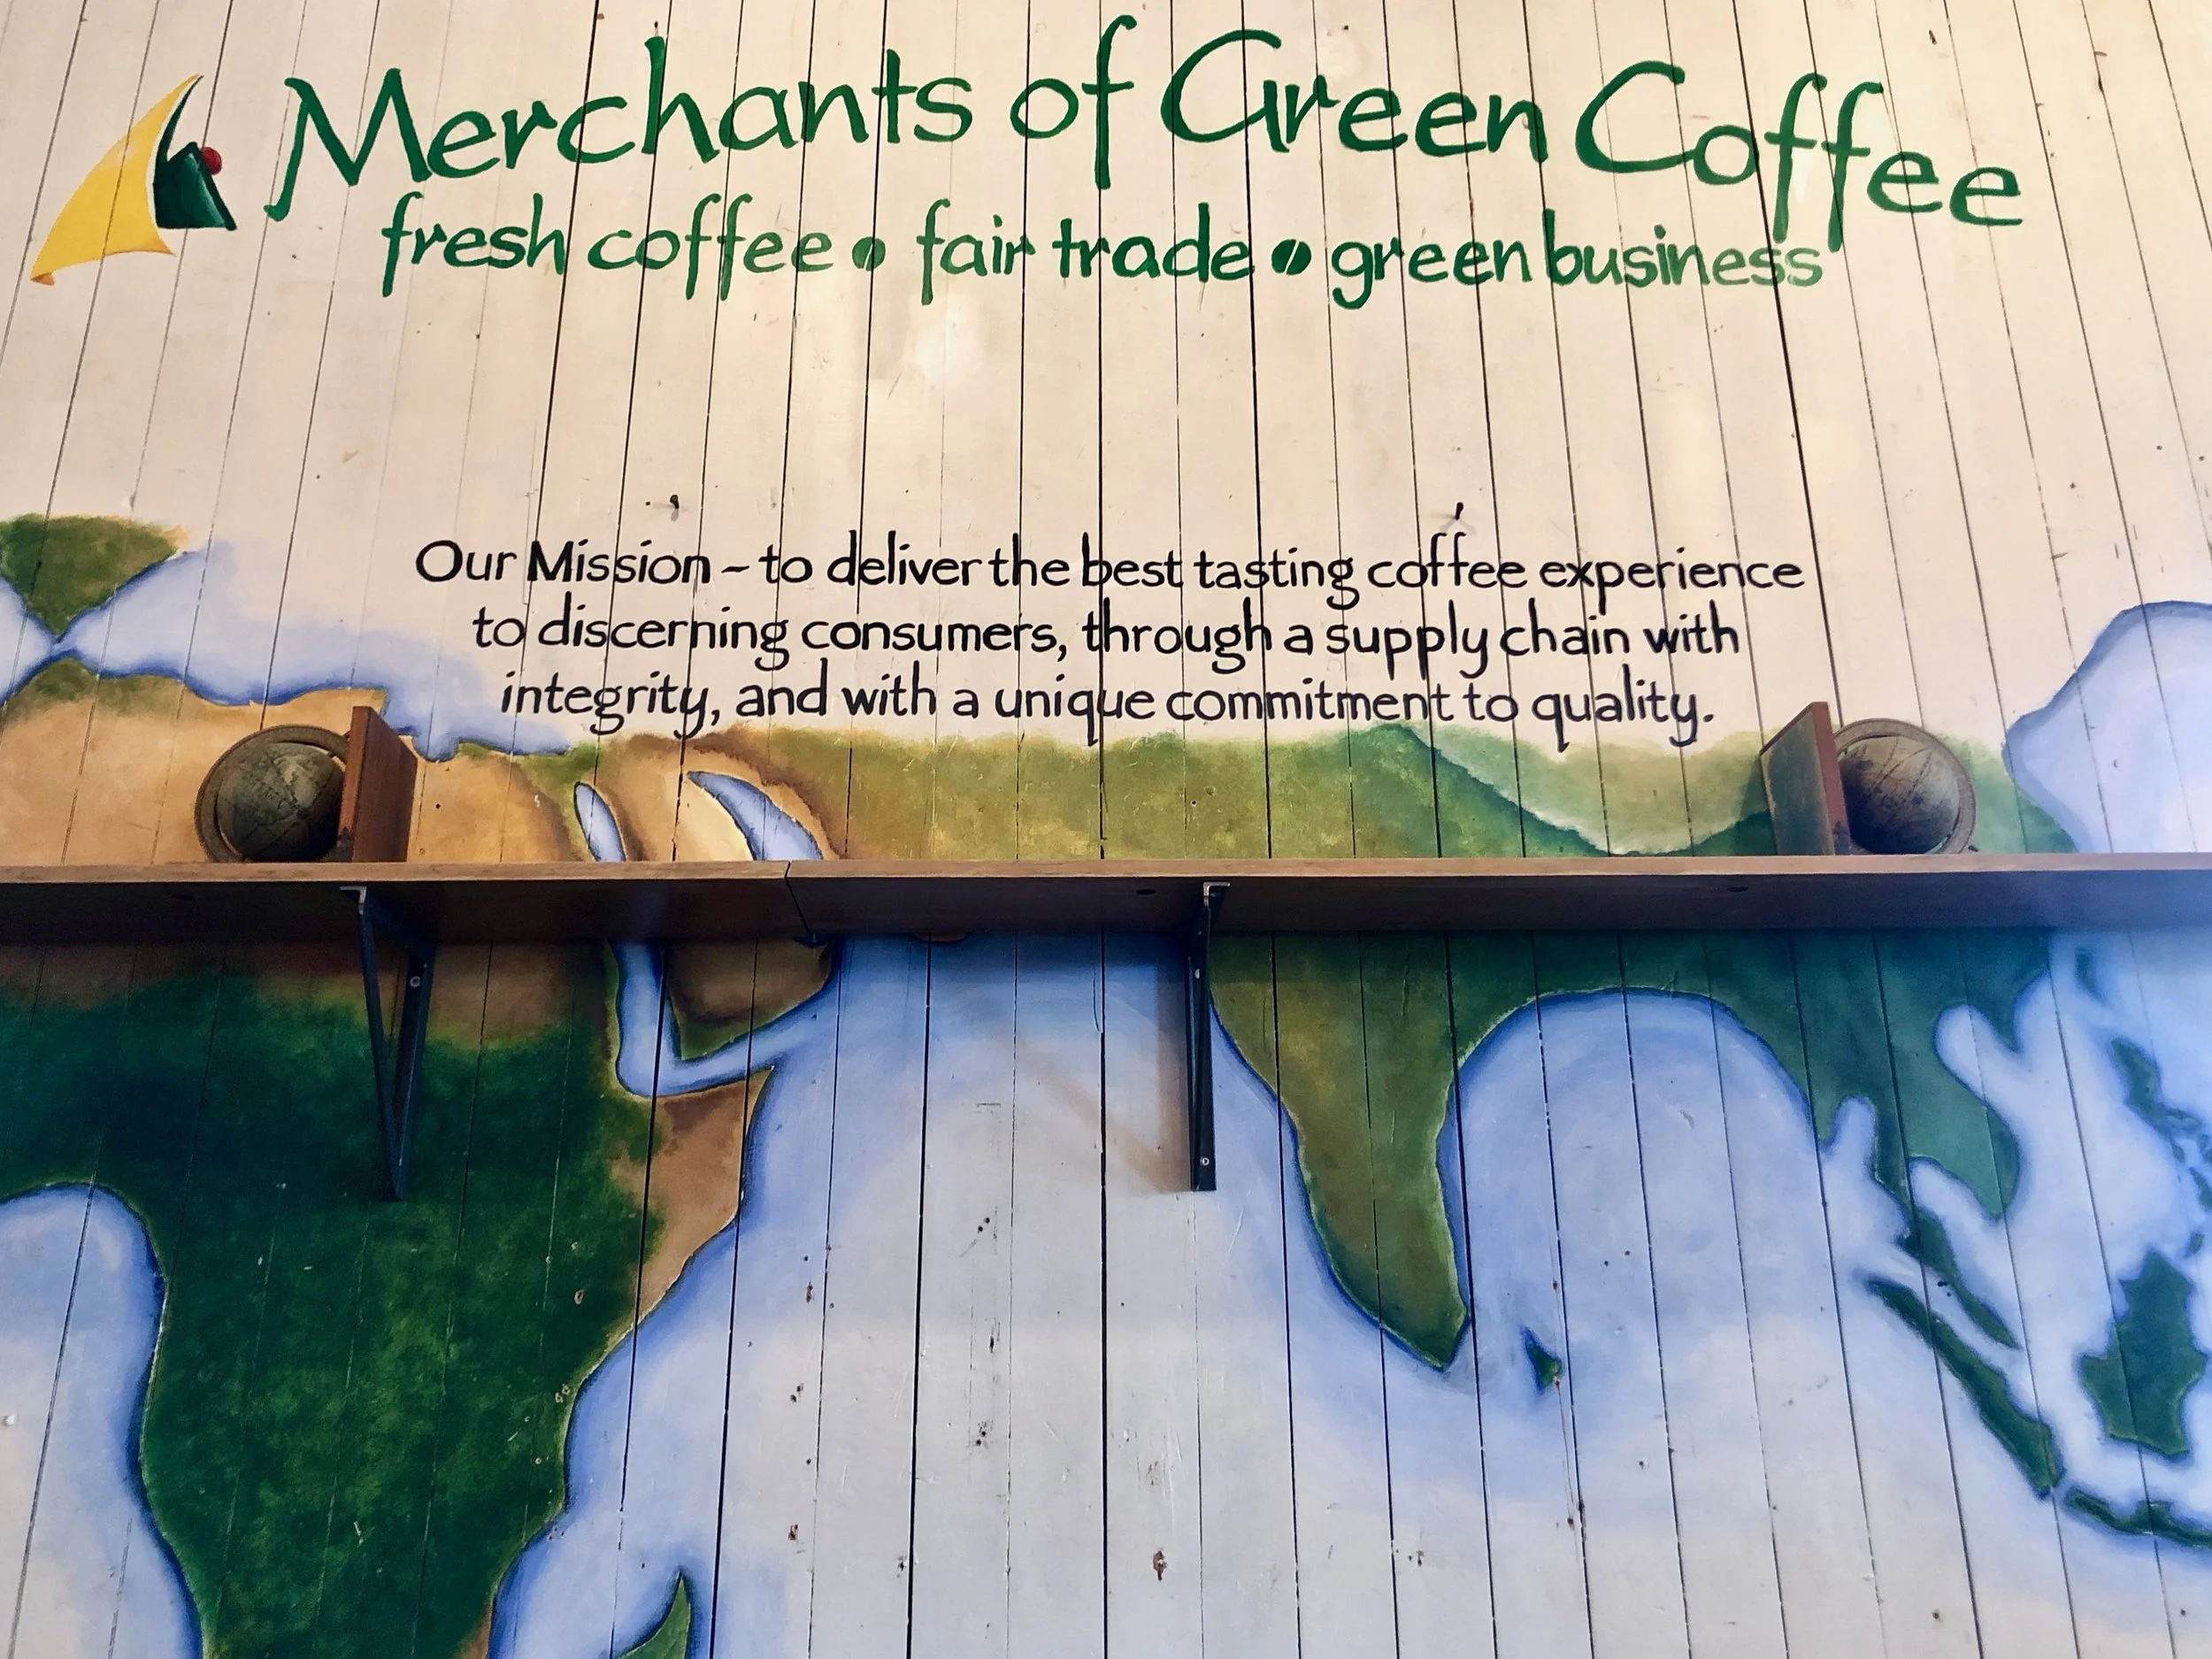 Merchants of Green Coffee
fresh coffee • fair trade • green business
Our Mission ~ to deliver the best tasting coffee experience
to discerning consumers, through a supply chain with
integrity, and with a unique commitment to quality.